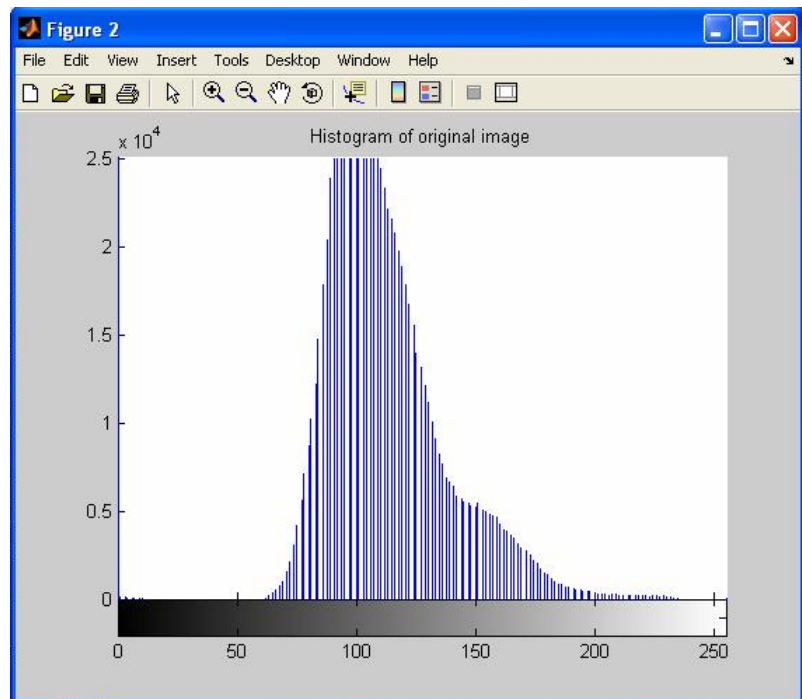 Figure 2
File Edit View Insert Tools Desktop Window Help
x 10^4
Histogram of original image
2.5
2
1.5
1
0.5
0
0 50 100 150 200 250